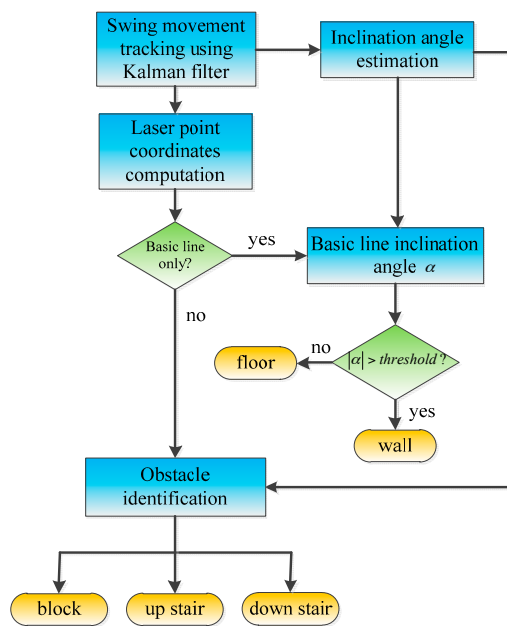 Swing movement
tracking using
Kalman filter
Inclination angle
estimation
Laser point
coordinates
computation
Basic line
only?
yes
Basic line inclination
angle α
no
|α| > threshold ?
no
floor
yes
wall
Obstacle
identification
block
up stair
down stair